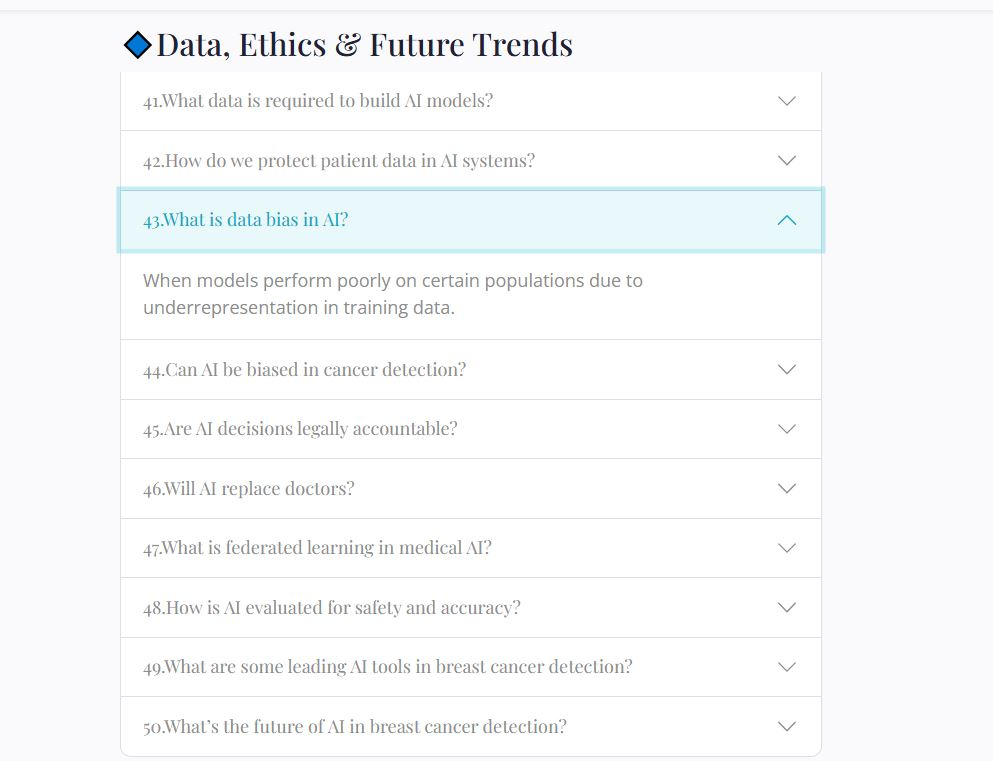 Data, Ethics & Future Trends
41.What data is required to build AI models?
42.How do we protect patient data in AI systems?
43.What is data bias in AI?
When models perform poorly on certain populations due to
underrepresentation in training data.
44.Can AI be biased in cancer detection?
45.Are AI decisions legally accountable?
46.Will AI replace doctors?
47.What is federated learning in medical AI?
48.How is AI evaluated for safety and accuracy?
49.What are some leading AI tools in breast cancer detection?
50.What’s the future of AI in breast cancer detection?